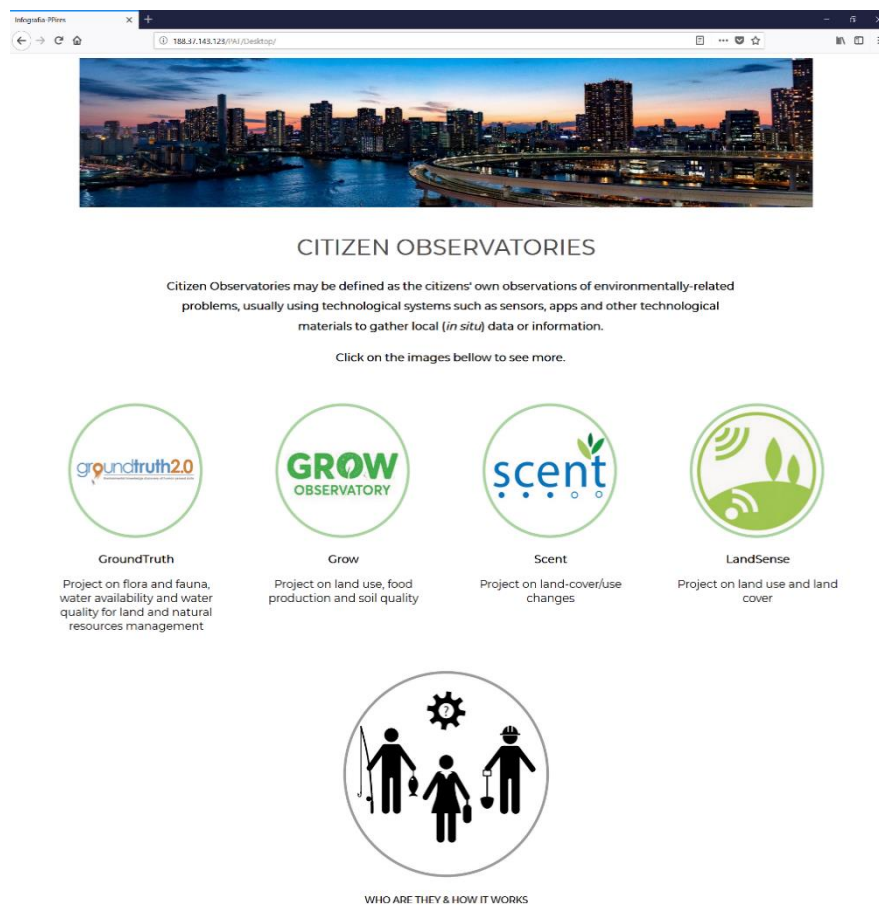 Infografia-PPires
188.37.143.123/PAT/Desktop/
CITIZEN OBSERVATORIES
Citizen Observatories may be defined as the citizens' own observations of environmentally-related
problems, usually using technological systems such as sensors, apps and other technological
materials to gather local (in situ) data or information.
Click on the images bellow to see more.
groundtruth2.0
GROW
OBSERVATORY
scent
GroundTruth
Grow
Scent
LandSense
Project on flora and fauna,
water availability and water
quality for land and natural
resources management
Project on land use, food
production and soil quality
Project on land-cover/use
changes
Project on land use and land
cover
?
WHO ARE THEY & HOW IT WORKS